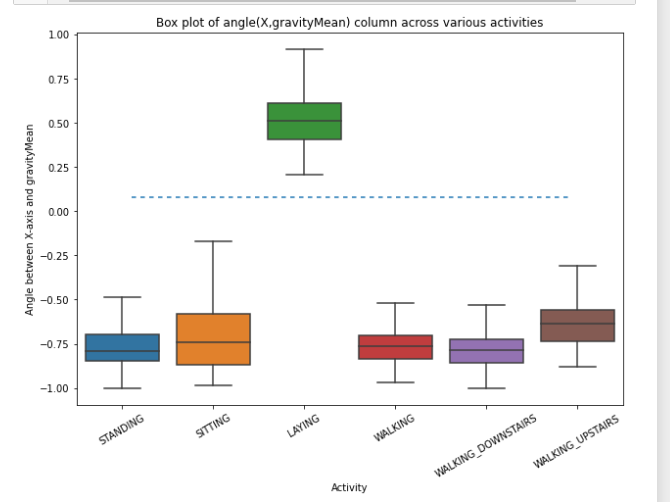 Box plot of angle(X,gravityMean) column across various activities
1.00
0.75
0.50
0.25
0.00
−0.25
−0.50
−0.75
−1.00
Angle between X-axis and gravityMean
STANDING
SITTING
LAYING
WALKING
WALKING_DOWNSTAIRS
WALKING_UPSTAIRS
Activity